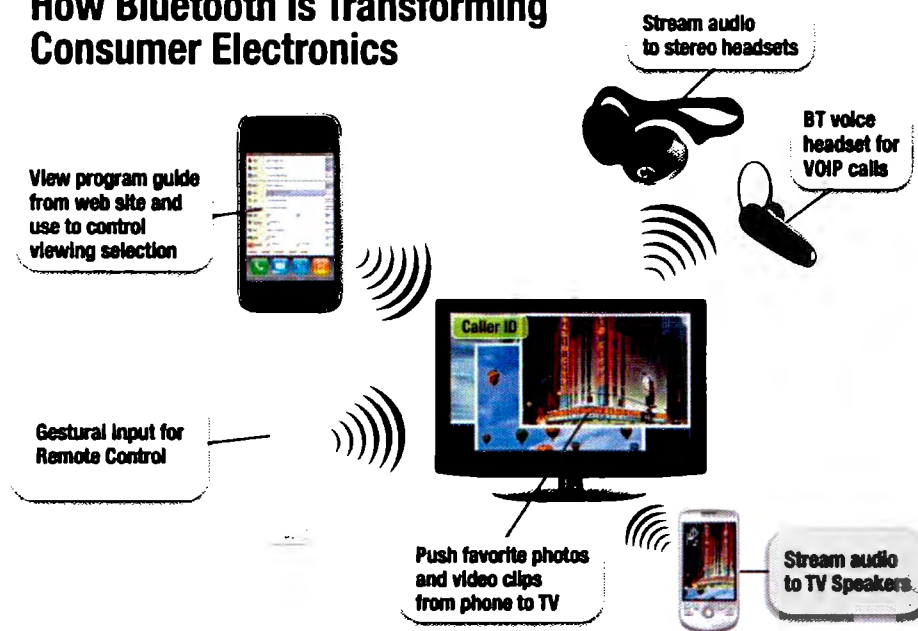 How Bluetooth is Transforming
Consumer Electronics
Stream audio
to stereo headsets
BT voice
headset for
VOIP calls
View program guide
from web site and
use to control
viewing selection
Caller ID
Gestural input for
Remote Control
Push favorite photos
and video clips
from phone to TV
Stream audio
to TV Speakers